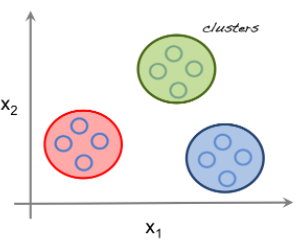 clusters
x₂
x₁